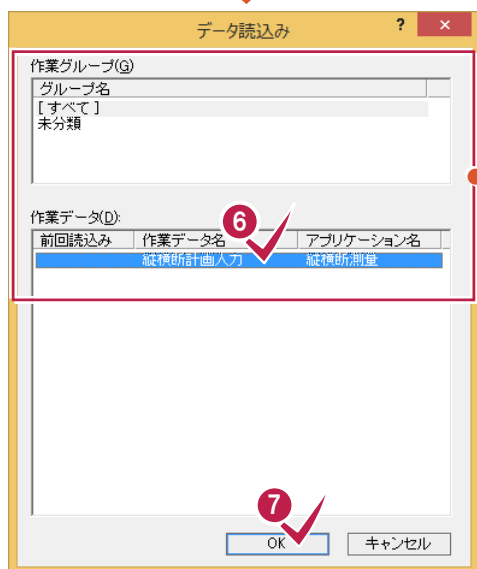 データ読込み ? ×
作業グループ(G)
グループ名
[すべて]
未分類
作業データ(D):
6
前回読込み 作業データ名 アプリケーション名
縦横断計画入力 縦横断測量
7
OK キャンセル